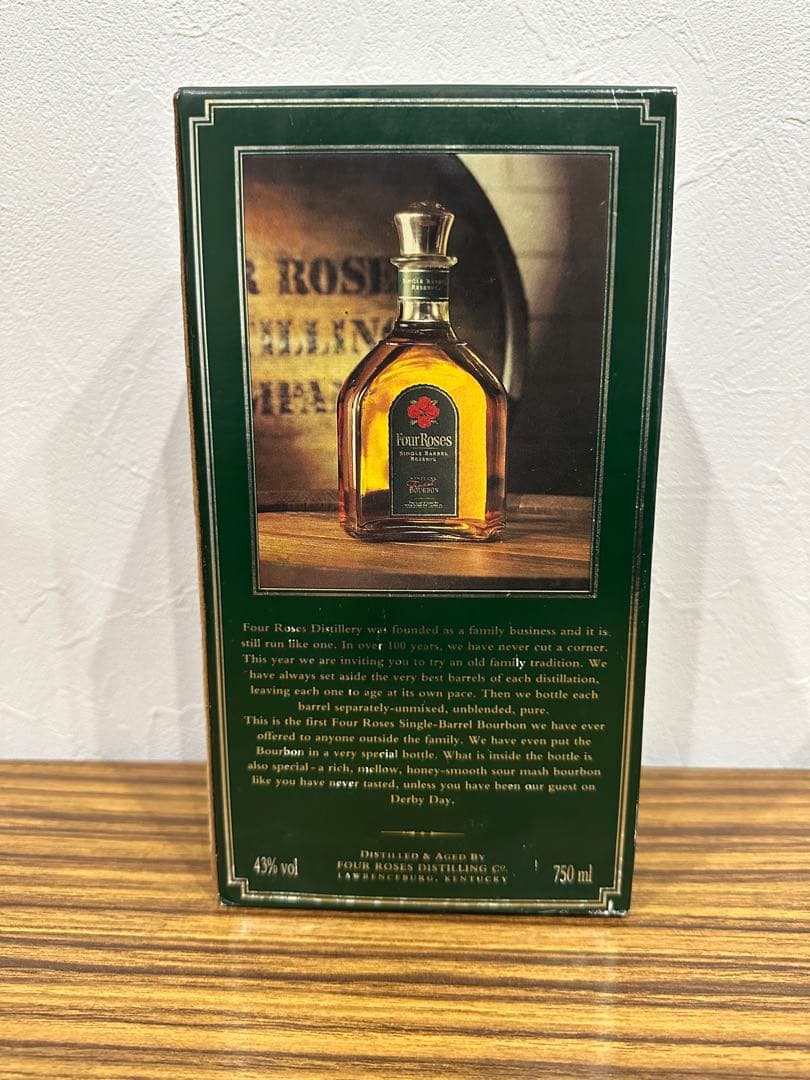 R ROSE
ILLING
MPA
SINGLE BARREL
RESERVE
Four Roses
SINGLE BARREL
RESERVE
BOURBON
Four Roses Distillery was founded as a family business and it is
still run like one. In over 100 years, we have never cut a corner.
This year we are inviting you to try an old family tradition. We
have always set aside the very best barrels of each distillation,
leaving each one to age at its own pace. Then we bottle each
barrel separately-unmixed, unblended, pure.
This is the first Four Roses Single-Barrel Bourbon we have ever
offered to anyone outside the family. We have even put the
Bourbon in a very special bottle. What is inside the bottle is
also special - a rich, mellow, honey-smooth sour mash bourbon
like you have never tasted, unless you have been our guest on
Derby Day.
43% vol
DISTILLED & AGED BY
FOUR ROSES DISTILLING Co.
LAWRENCEBURG, KENTUCKY
750 ml